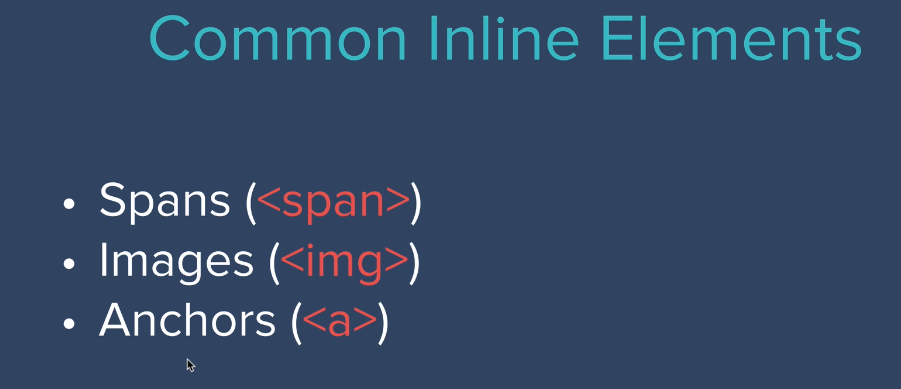 Common Inline Elements
• Spans (<span>)
• Images (<img>)
• Anchors (<a>)